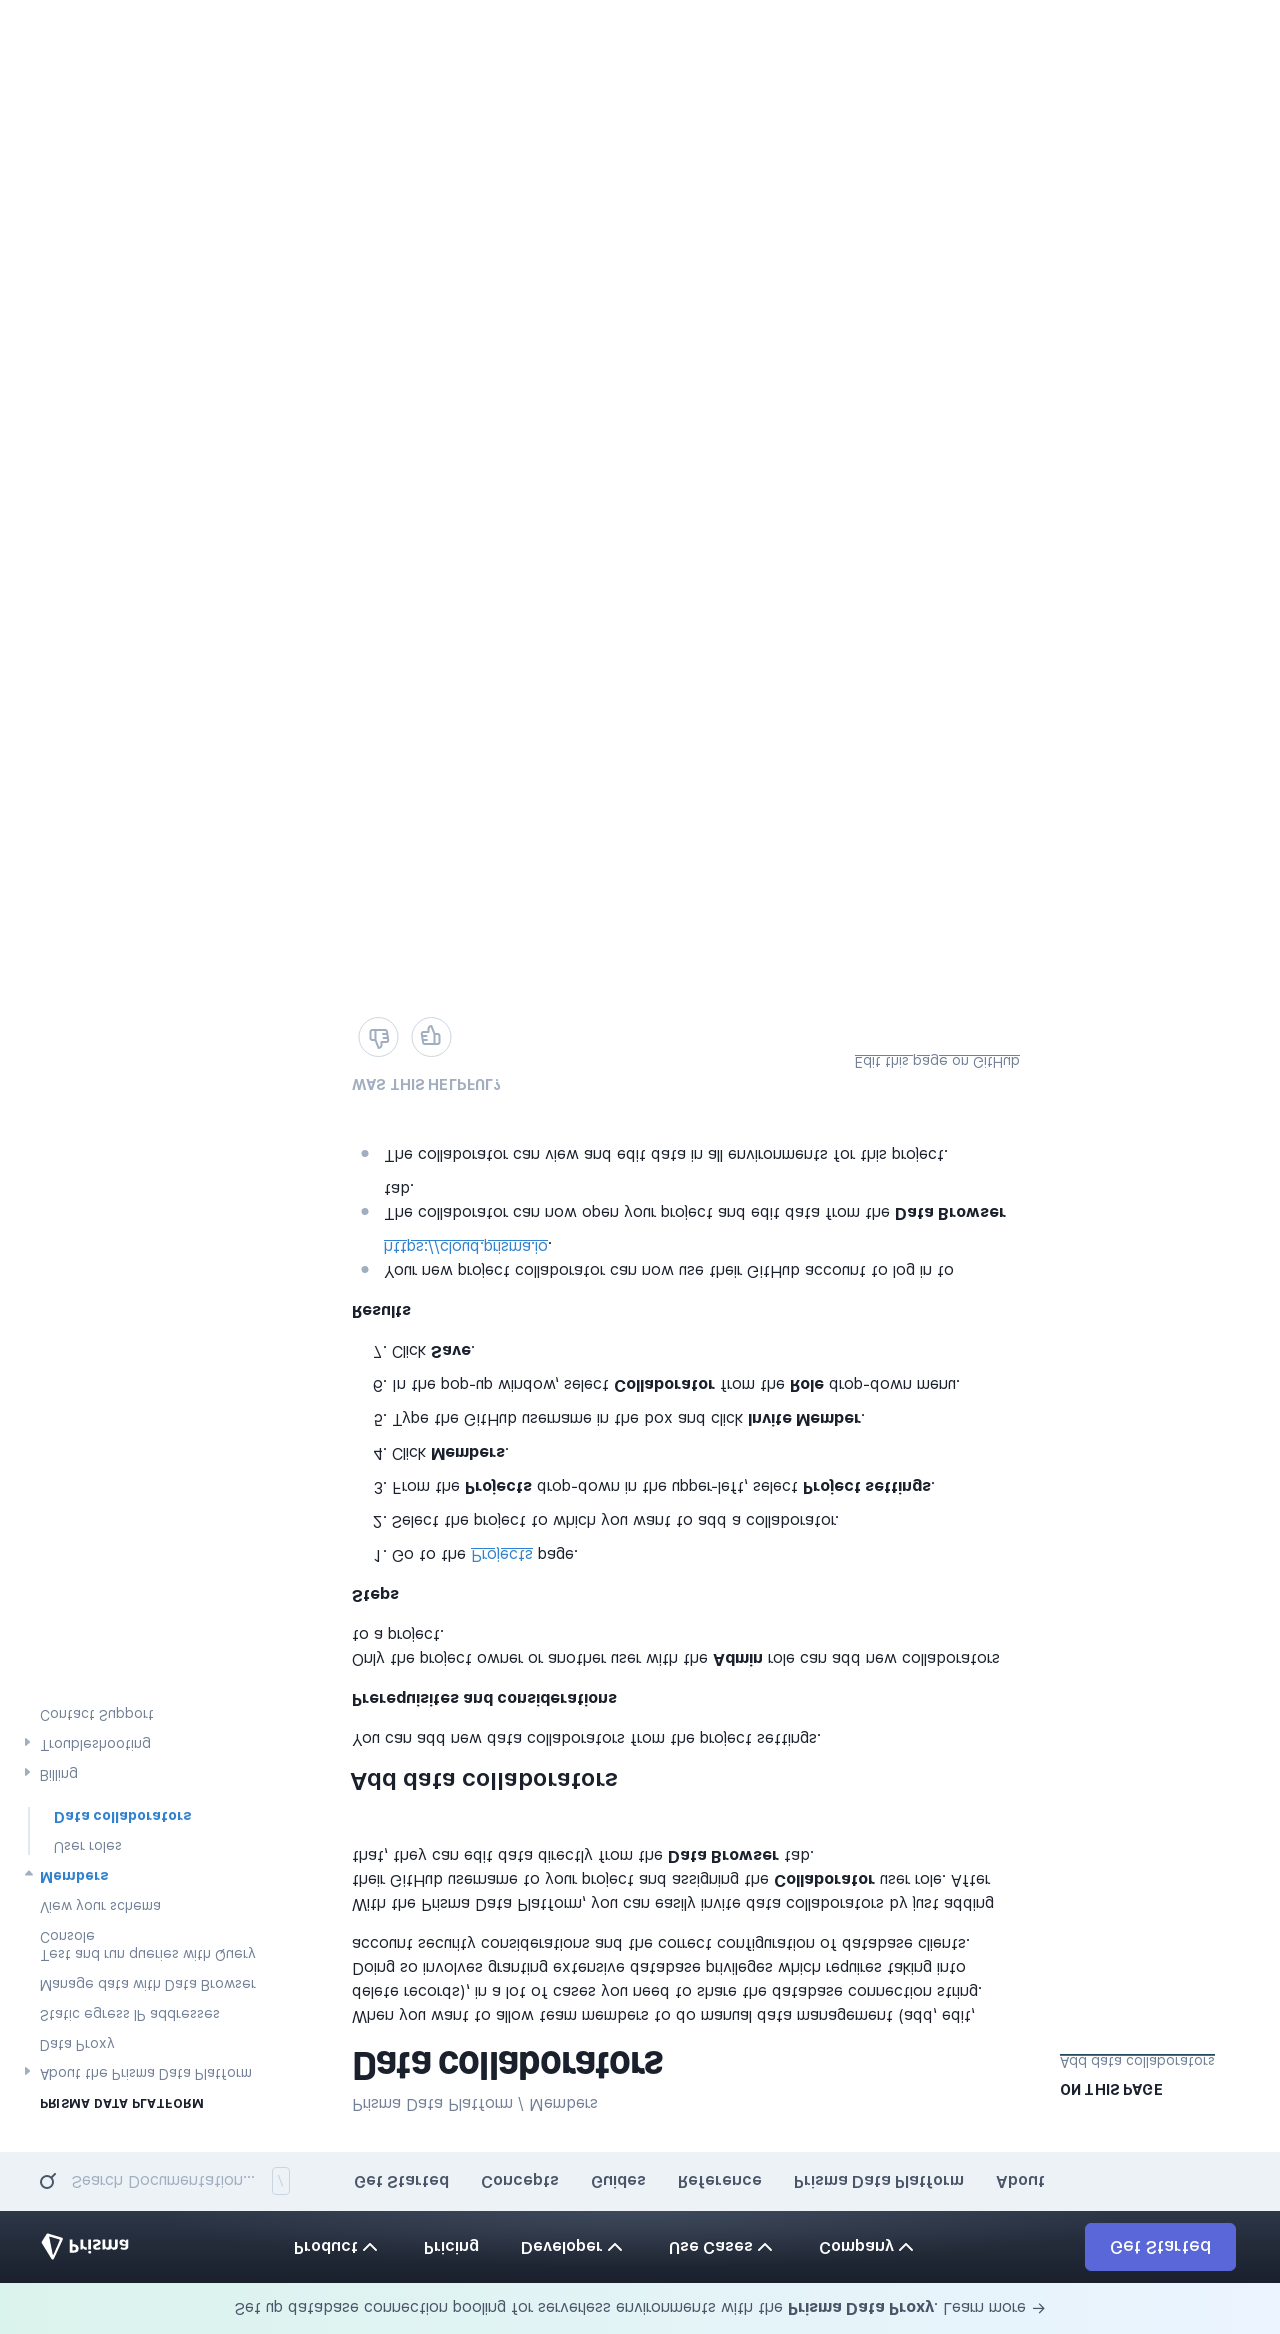 Set up database connection pooling for serverless environments with the Prisma Data Proxy. Learn more →
Prisma
Product
Pricing
Developer
Use Cases
Company
Get Started
Search Documentation...
/
Get Started
Concepts
Guides
Reference
Prisma Data Platform
About
PRISMA DATA PLATFORM
About the Prisma Data Platform
Data Proxy
Static egress IP addresses
Manage data with Data Browser
Test and run queries with Query
Console
View your schema
Members
User roles
Data collaborators
Billing
Troubleshooting
Contact Support
Prisma Data Platform / Members
Data collaborators
When you want to allow team members to do manual data management (add, edit,
delete records), in a lot of cases you need to share the database connection string.
Doing so involves granting extensive database privileges which requires taking into
account security considerations and the correct configuration of database clients.
With the Prisma Data Platform, you can easily invite data collaborators by just adding
their GitHub username to your project and assigning the Collaborator user role. After
that, they can edit data directly from the Data Browser tab.
Add data collaborators
You can add new data collaborators from the project settings.
Prerequisites and considerations
Only the project owner or another user with the Admin role can add new collaborators
to a project.
Steps
1. Go to the Projects page.
2. Select the project to which you want to add a collaborator.
3. From the Projects drop-down in the upper-left, select Project settings.
4. Click Members.
5. Type the GitHub username in the box and click Invite Member.
6. In the pop-up window, select Collaborator from the Role drop-down menu.
7. Click Save.
Results
Your new project collaborator can now use their GitHub account to log in to
https://cloud.prisma.io.
The collaborator can now open your project and edit data from the Data Browser
tab.
The collaborator can view and edit data in all environments for this project.
WAS THIS HELPFUL?
Edit this page on GitHub
ON THIS PAGE
Add data collaborators